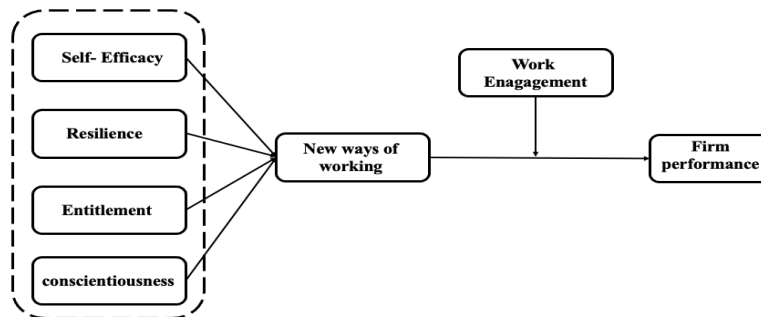 Self- Efficacy
Resilience
Entitlement
conscientiousness
New ways of
working
Work
Enagagement
Firm
performance